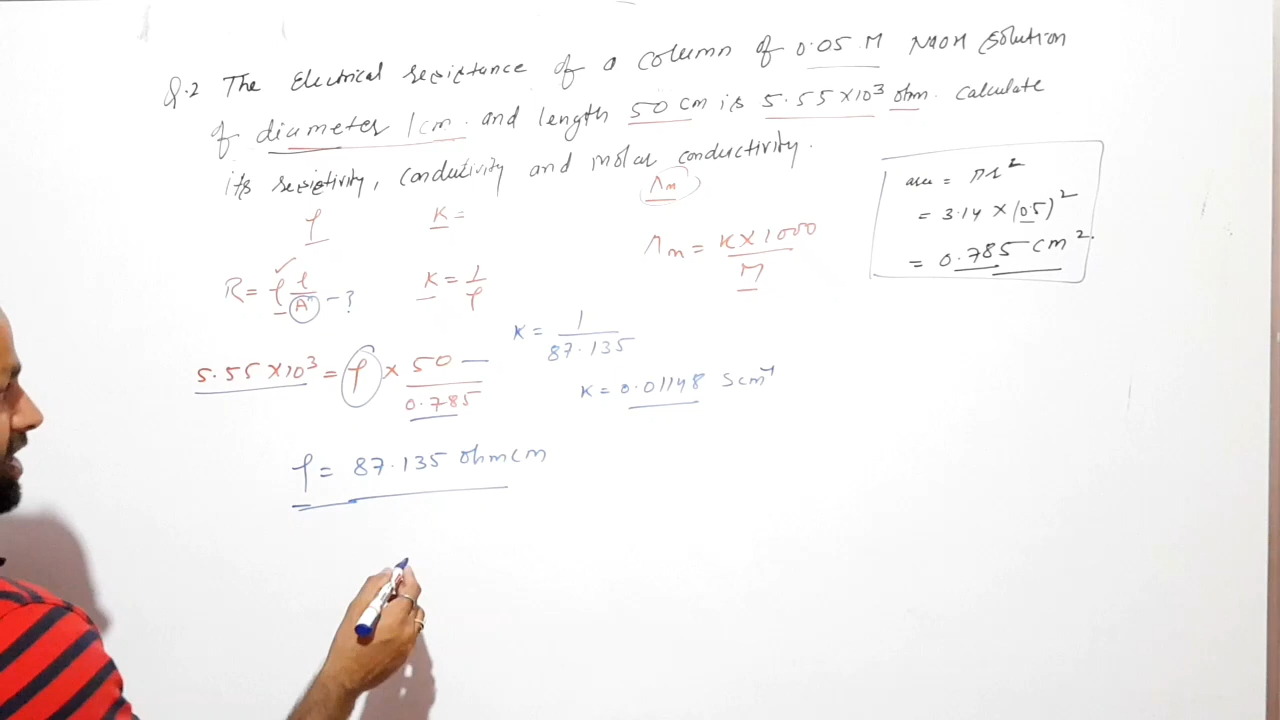 Q.2 The Electrical resistance of a column of 0.05 M NaOH solution
of diameter 1cm. and length 50 cm is 5.55×10³ ohm. calculate
its resistivity, conductivity and molar conductivity.
ρ
K =
Λm
R = ρ l/A - ?
K = 1/ρ
Λm = K×1000/M
area = πr²
= 3.14 × (0.5)²
= 0.785 cm².
5.55×10³ = ρ × 50/0.785
K = 1/87.135
K = 0.01148 S cm⁻¹
ρ = 87.135 ohm cm